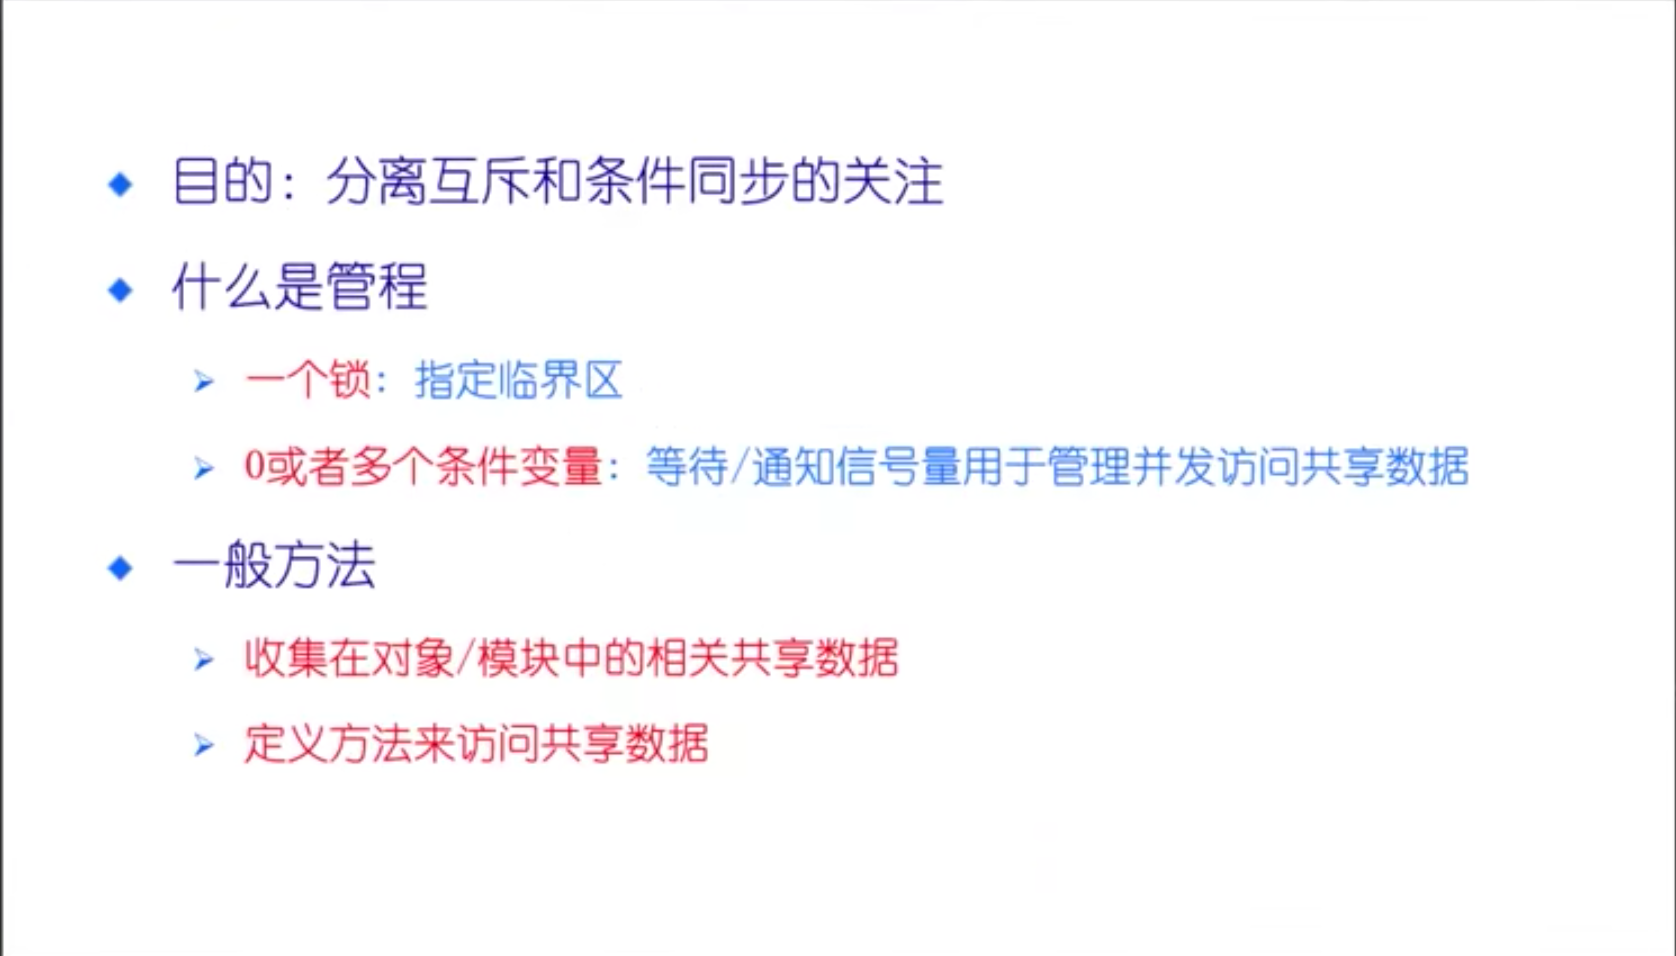 目的：分离互斥和条件同步的关注
什么是管程
一个锁：指定临界区
0或者多个条件变量：等待/通知信号量用于管理并发访问共享数据
一般方法
收集在对象/模块中的相关共享数据
定义方法来访问共享数据